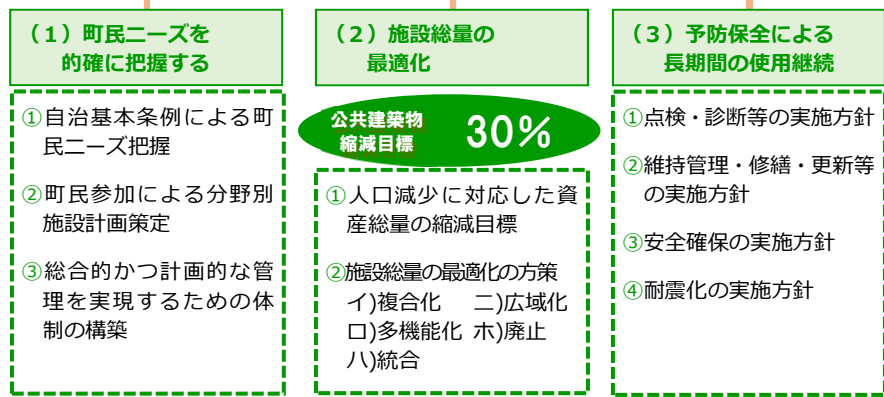 （１）町民ニーズを
的確に把握する
①自治基本条例による町
民ニーズ把握
②町民参加による分野別
施設計画策定
③総合的かつ計画的な管
理を実現するための体
制の構築
（２）施設総量の
最適化
公共建築物
縮減目標
30%
①人口減少に対応した資
産総量の縮減目標
②施設総量の最適化の方策
イ)複合化 ニ)広域化
ロ)多機能化 ホ)廃止
ハ)統合
（３）予防保全による
長期間の使用継続
①点検・診断等の実施方針
②維持管理・修繕・更新等
の実施方針
③安全確保の実施方針
④耐震化の実施方針